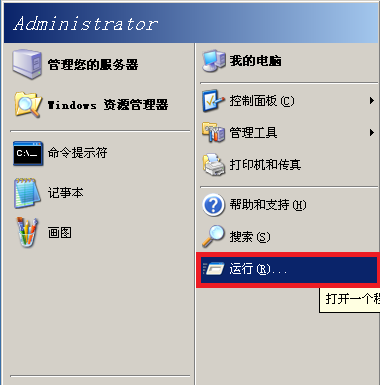 Administrator
管理您的服务器
Windows 资源管理器
命令提示符
记事本
画图
我的电脑
控制面板(C)
管理工具
打印机和传真
帮助和支持(H)
搜索(S)
运行(R)...
打开一个程